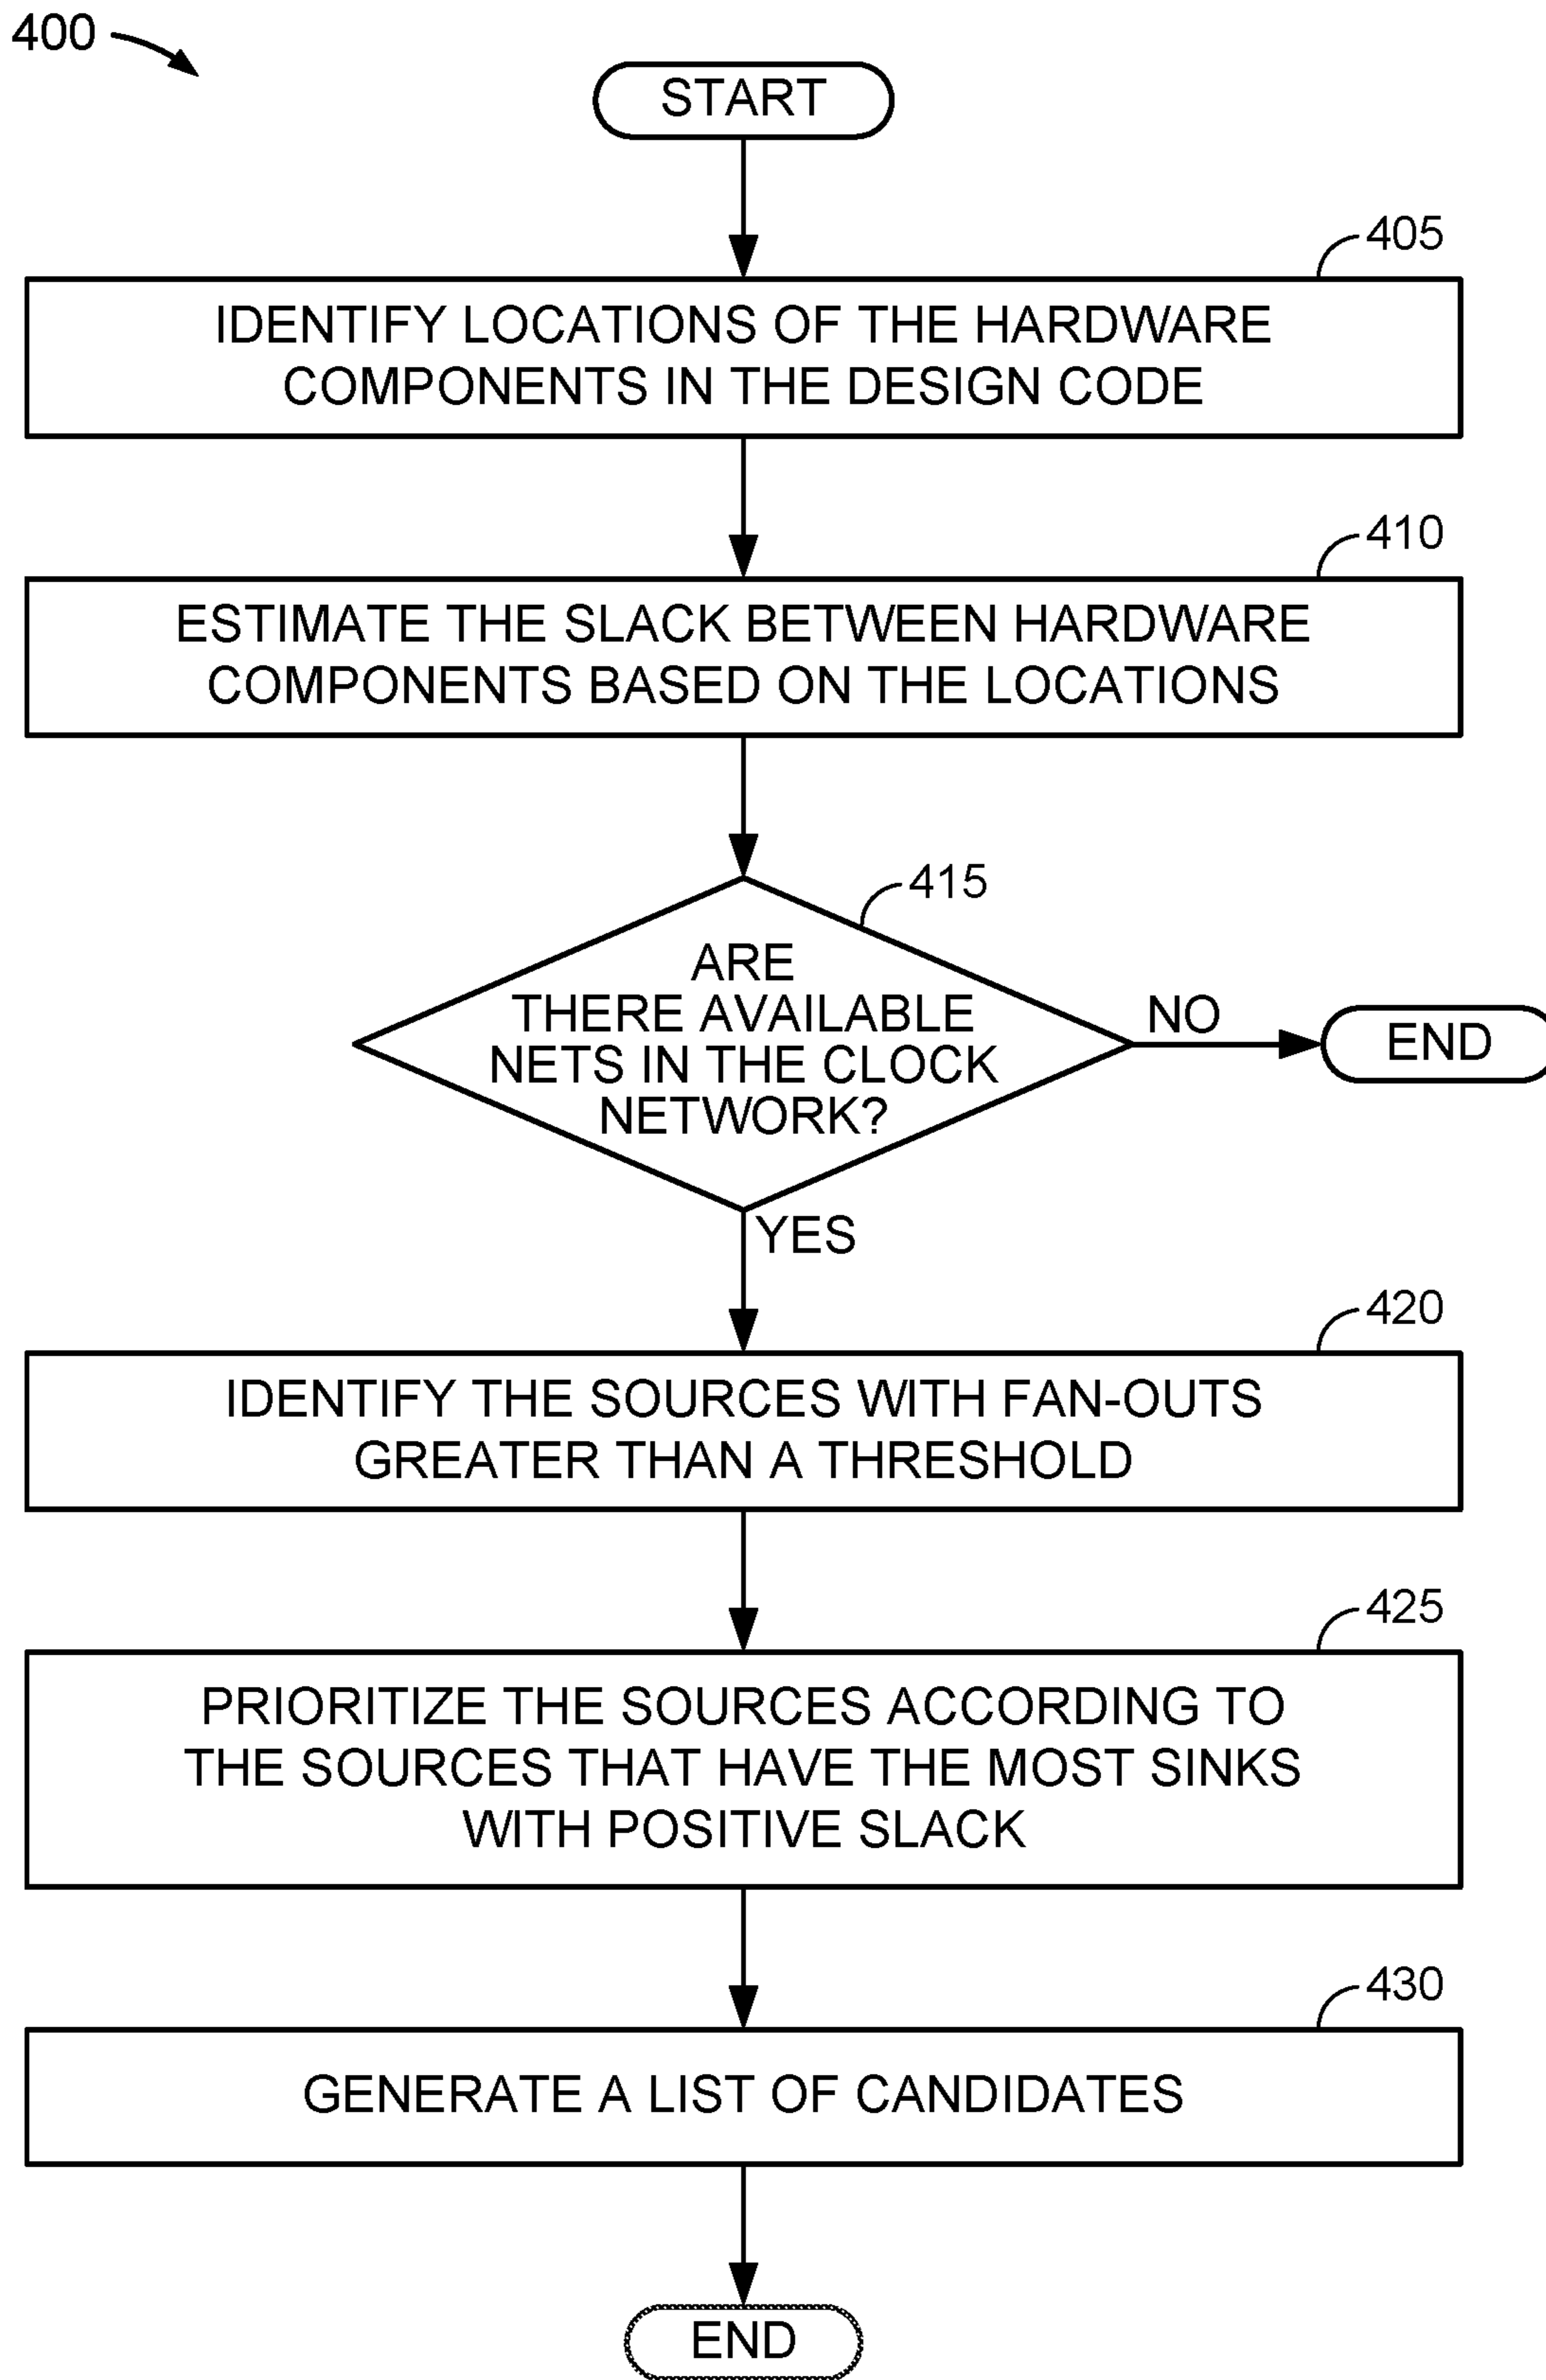 400
START
405
IDENTIFY LOCATIONS OF THE HARDWARE
COMPONENTS IN THE DESIGN CODE
410
ESTIMATE THE SLACK BETWEEN HARDWARE
COMPONENTS BASED ON THE LOCATIONS
415
ARE
THERE AVAILABLE
NETS IN THE CLOCK
NETWORK?
NO
END
YES
420
IDENTIFY THE SOURCES WITH FAN-OUTS
GREATER THAN A THRESHOLD
425
PRIORITIZE THE SOURCES ACCORDING TO
THE SOURCES THAT HAVE THE MOST SINKS
WITH POSITIVE SLACK
430
GENERATE A LIST OF CANDIDATES
END